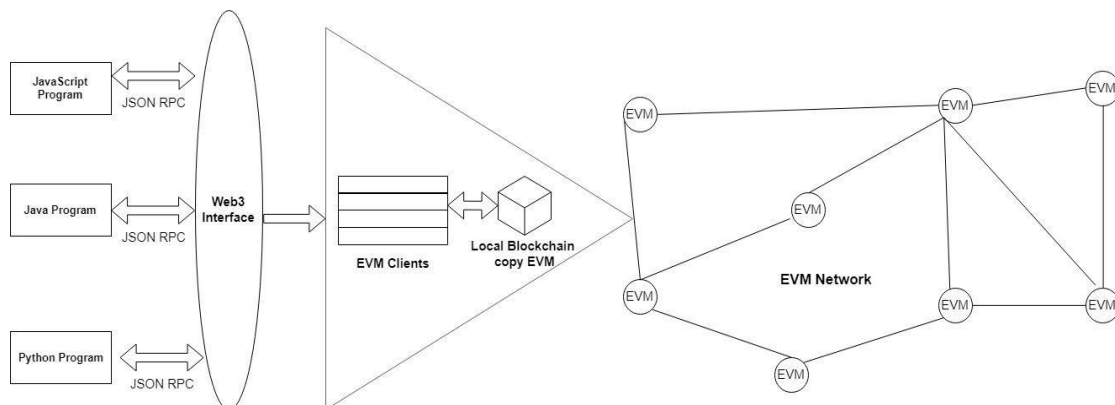 JavaScript
Program
JSON RPC
Java Program
JSON RPC
Python Program
JSON RPC
Web3
Interface
EVM Clients
Local Blockchain
copy EVM
EVM
EVM
EVM
EVM
EVM Network
EVM
EVM
EVM
EVM